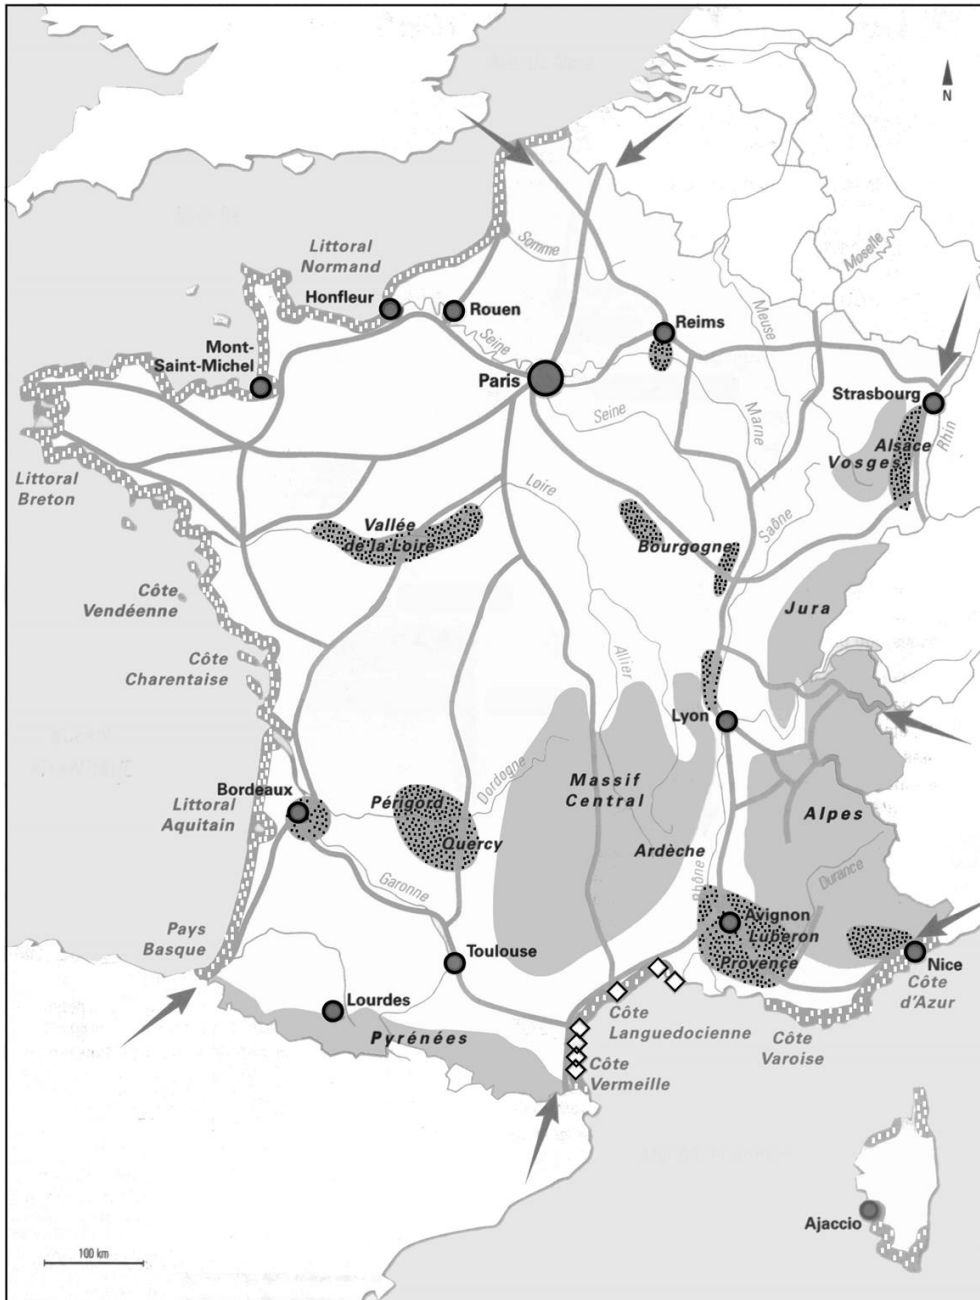 N
Somme
Moselle
Littoral
Normand
Honfleur
Rouen
Meuse
Reims
Seine
Mont-
Saint-Michel
Paris
Strasbourg
Seine
Marne
Alsace
Rhin
Vosges
Littoral
Breton
Loire
Vallée
de la Loire
Saône
Bourgogne
Côte
Vendéenne
Jura
Côte
Charentaise
Allier
Lyon
Massif
Central
Dordogne
Bordeaux
Littoral
Aquitain
Périgord
Quercy
Alpes
Ardèche
Durance
Rhône
Garonne
Avignon
Luberon
Provence
Pays
Basque
Toulouse
Nice
Côte
d'Azur
Lourdes
Côte
Languedocienne
Pyrénées
Côte
Varoise
Côte
Vermeille
Ajaccio
100 km